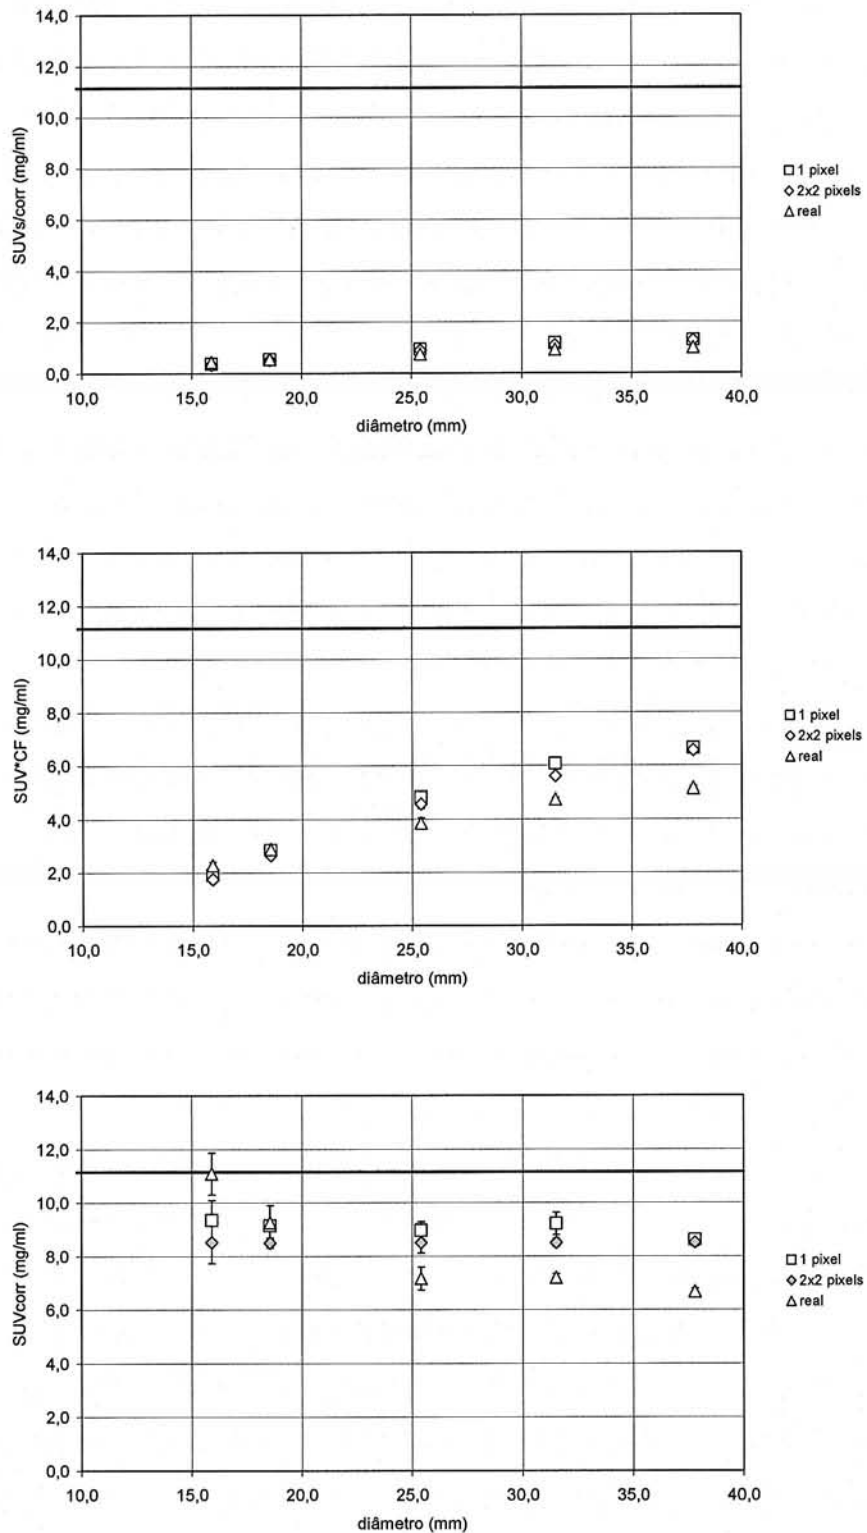 14,0
12,0
10,0
8,0
6,0
4,0
2,0
0,0
SUVs/corr (mg/ml)
10,0 15,0 20,0 25,0 30,0 35,0 40,0
diâmetro (mm)
1 pixel
2x2 pixels
real
14,0
12,0
10,0
8,0
6,0
4,0
2,0
0,0
SUV*CF (mg/ml)
10,0 15,0 20,0 25,0 30,0 35,0 40,0
diâmetro (mm)
1 pixel
2x2 pixels
real
14,0
12,0
10,0
8,0
6,0
4,0
2,0
0,0
SUVcorr (mg/ml)
10,0 15,0 20,0 25,0 30,0 35,0 40,0
diâmetro (mm)
1 pixel
2x2 pixels
real